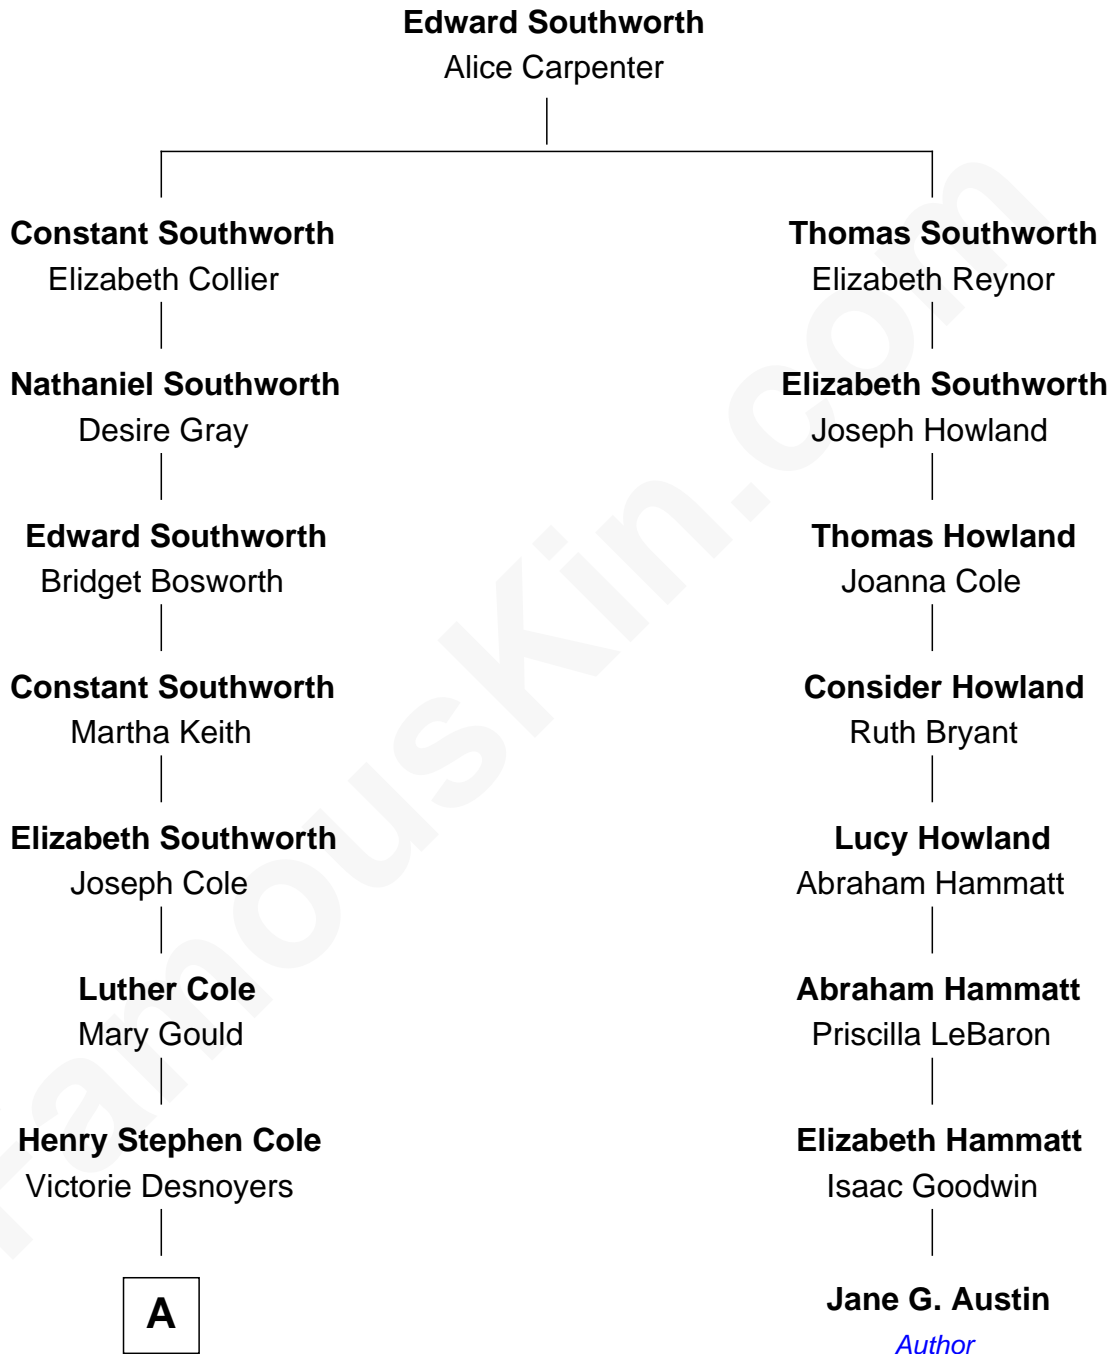 Edward Southworth
Alice Carpenter
Constant Southworth
Elizabeth Collier
Thomas Southworth
Elizabeth Reynor
Nathaniel Southworth
Desire Gray
Elizabeth Southworth
Joseph Howland
Edward Southworth
Bridget Bosworth
Thomas Howland
Joanna Cole
Constant Southworth
Martha Keith
Consider Howland
Ruth Bryant
Elizabeth Southworth
Joseph Cole
Lucy Howland
Abraham Hammatt
Luther Cole
Mary Gould
Abraham Hammatt
Priscilla LeBaron
Henry Stephen Cole
Victorie Desnoyers
Elizabeth Hammatt
Isaac Goodwin
A
Jane G. Austin
Author
FamousKin.com